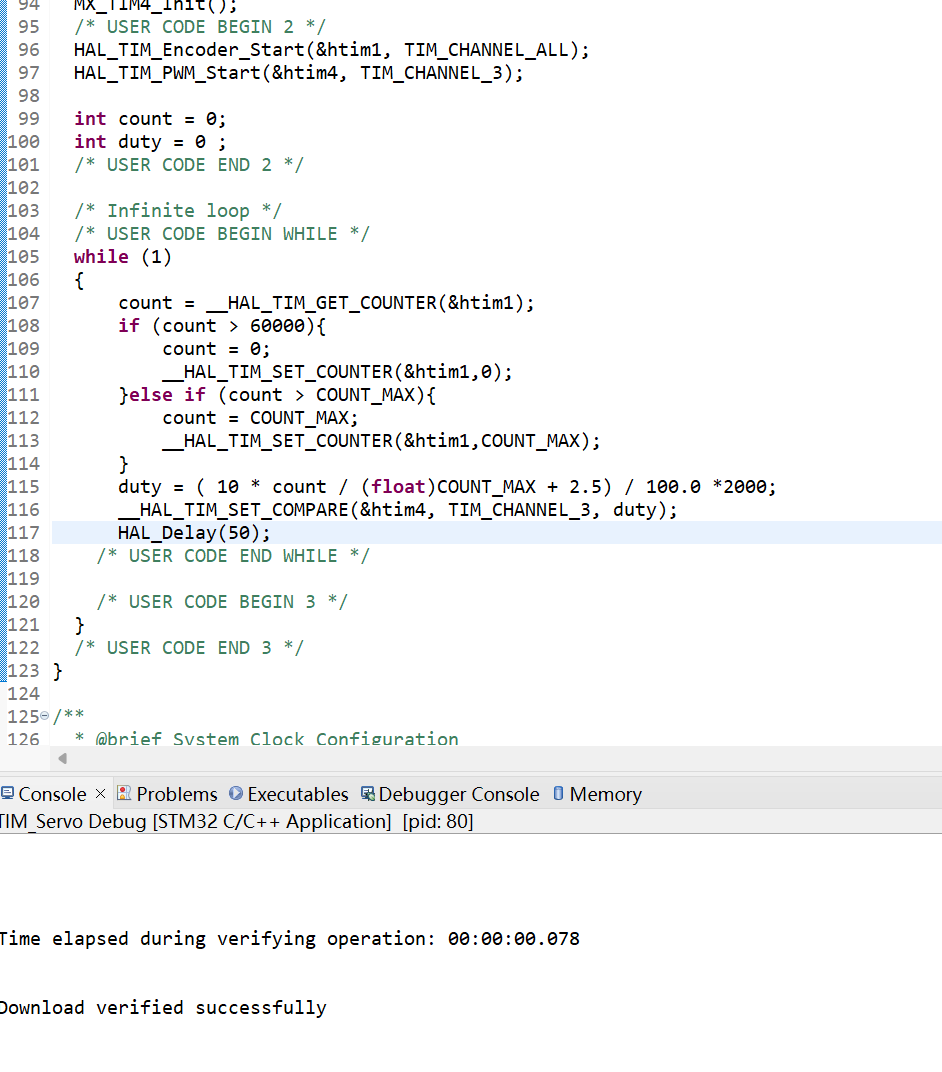 94 MX_TIM4_Init();
95 /* USER CODE BEGIN 2 */
96 HAL_TIM_Encoder_Start(&htim1, TIM_CHANNEL_ALL);
97 HAL_TIM_PWM_Start(&htim4, TIM_CHANNEL_3);
98
99 int count = 0;
100 int duty = 0 ;
101 /* USER CODE END 2 */
102
103 /* Infinite loop */
104 /* USER CODE BEGIN WHILE */
105 while (1)
106 {
107 count = __HAL_TIM_GET_COUNTER(&htim1);
108 if (count > 60000){
109 count = 0;
110 __HAL_TIM_SET_COUNTER(&htim1,0);
111 }else if (count > COUNT_MAX){
112 count = COUNT_MAX;
113 __HAL_TIM_SET_COUNTER(&htim1,COUNT_MAX);
114 }
115 duty = ( 10 * count / (float)COUNT_MAX + 2.5) / 100.0 *2000;
116 __HAL_TIM_SET_COMPARE(&htim4, TIM_CHANNEL_3, duty);
117 HAL_Delay(50);
118 /* USER CODE END WHILE */
119
120 /* USER CODE BEGIN 3 */
121 }
122 /* USER CODE END 3 */
123 }
124
125 /**
126 * @brief System Clock Configuration
Console × Problems Executables Debugger Console Memory
TIM_Servo Debug [STM32 C/C++ Application] [pid: 80]
Time elapsed during verifying operation: 00:00:00.078
Download verified successfully